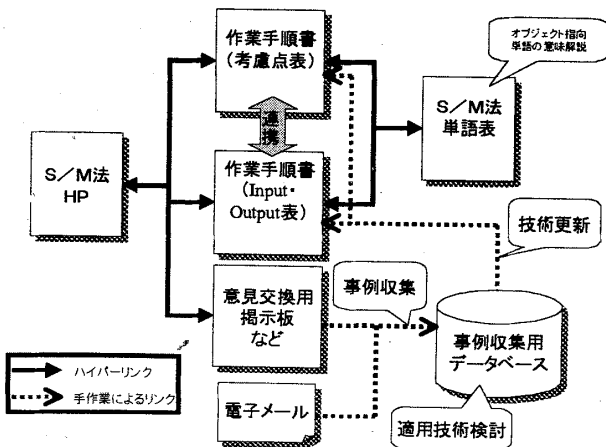 作業手順書
(考慮点表)
オブジェクト指向
単語の意味解説
連携
S/M法
単語表
S/M法
HP
作業手順書
(Input・
Output表)
技術更新
意見交換用
掲示板
など
事例収集
事例収集用
データベース
ハイパーリンク
手作業によるリンク
電子メール
適用技術検討